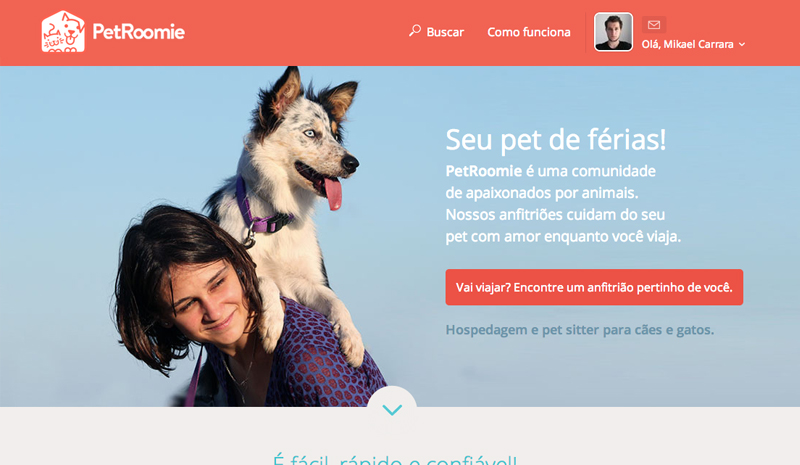 PetRoomie
Buscar
Como funciona
Olá, Mikael Carrara
Seu pet de férias!
PetRoomie é uma comunidade
de apaixonados por animais.
Nossos anfitriões cuidam do seu
pet com amor enquanto você viaja.
Vai viajar? Encontre um anfitrião pertinho de você.
Hospedagem e pet sitter para cães e gatos.
É fácil, rápido e confiável!